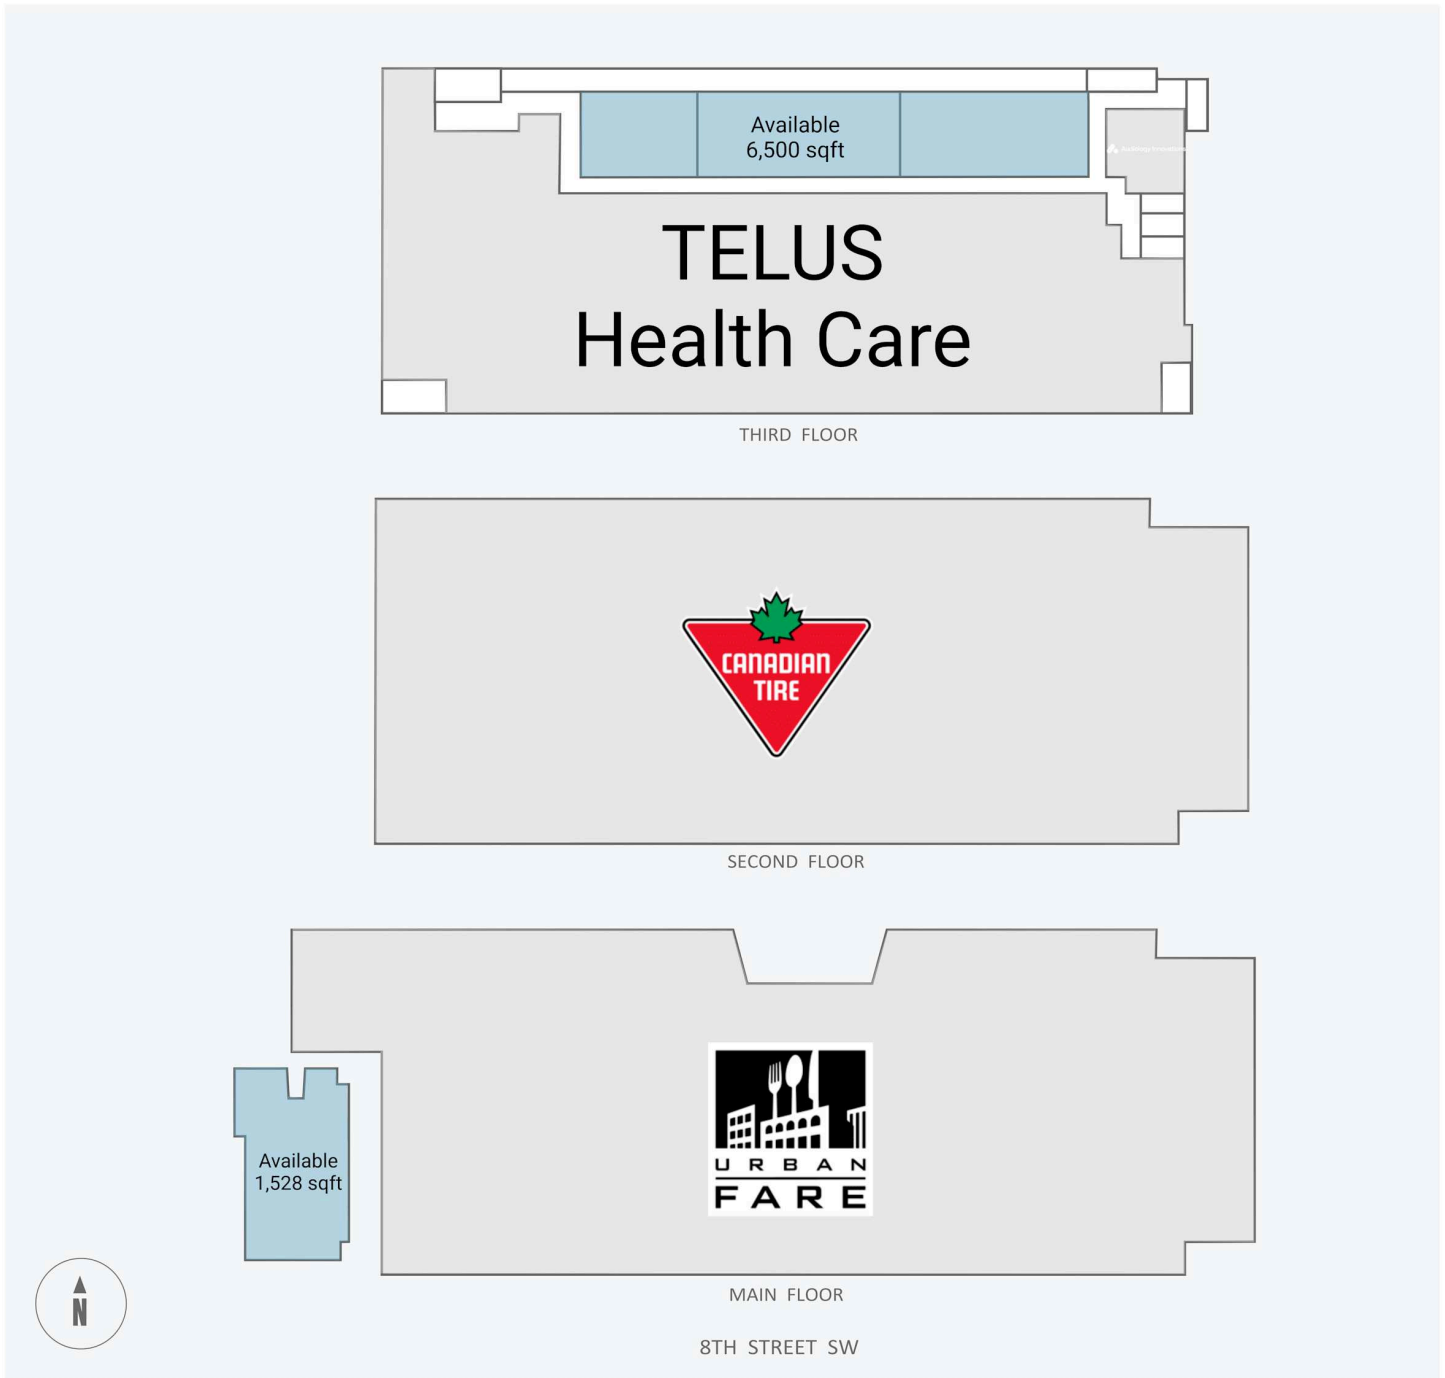 Available
6,500 sqft
TELUS
Health Care
THIRD FLOOR
CANADIAN
TIRE
SECOND FLOOR
Available
1,528 sqft
URBAN
FARE
N
MAIN FLOOR
8TH STREET SW